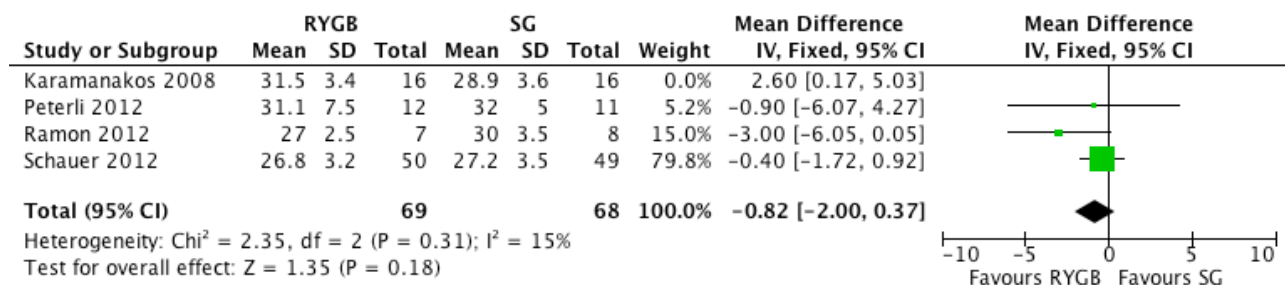 RYGB SG Mean Difference Mean Difference
Study or Subgroup Mean SD Total Mean SD Total Weight IV, Fixed, 95% CI IV, Fixed, 95% CI
Karamanakos 2008 31.5 3.4 16 28.9 3.6 16 0.0% 2.60 [0.17, 5.03]
Peterli 2012 31.1 7.5 12 32 5 11 5.2% −0.90 [−6.07, 4.27]
Ramon 2012 27 2.5 7 30 3.5 8 15.0% −3.00 [−6.05, 0.05]
Schauer 2012 26.8 3.2 50 27.2 3.5 49 79.8% −0.40 [−1.72, 0.92]
Total (95% CI) 69 68 100.0% −0.82 [−2.00, 0.37]
Heterogeneity: Chi² = 2.35, df = 2 (P = 0.31); I² = 15%
Test for overall effect: Z = 1.35 (P = 0.18)
−10 −5 0 5 10
Favours RYGB Favours SG